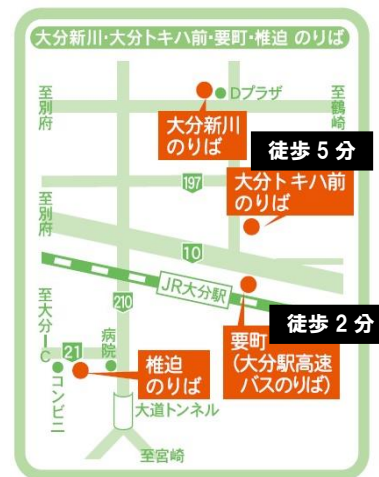 大分新川・大分トキハ前・要町・椎迫 のりば
至別府
Dプラザ
至鶴崎
大分新川
のりば
徒歩5分
197
大分トキハ前
のりば
至別府
10
JR大分駅
210
徒歩2分
要町
(大分駅高速
バスのりば)
至大分IC
21
病院
コンビニ
椎迫
のりば
大道トンネル
至宮崎